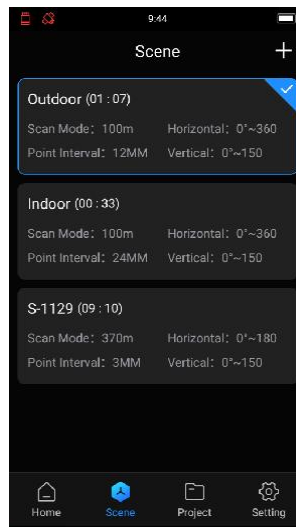 9:44
Scene
Outdoor (01 : 07)
Scan Mode: 100m Horizontal: 0°~360
Point Interval: 12MM Vertical: 0°~150
Indoor (00 : 33)
Scan Mode: 100m Horizontal: 0°~360
Point Interval: 24MM Vertical: 0°~150
S-1129 (09 : 10)
Scan Mode: 370m Horizontal: 0°~180
Point Interval: 3MM Vertical: 0°~150
Home Scene Project Setting